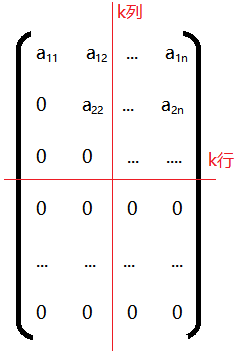 k列
a11 a12 ... a1n
0 a22 ... a2n
0 0 ... ....
k行
0 0 0 0
... ... ... ...
0 0 0 0